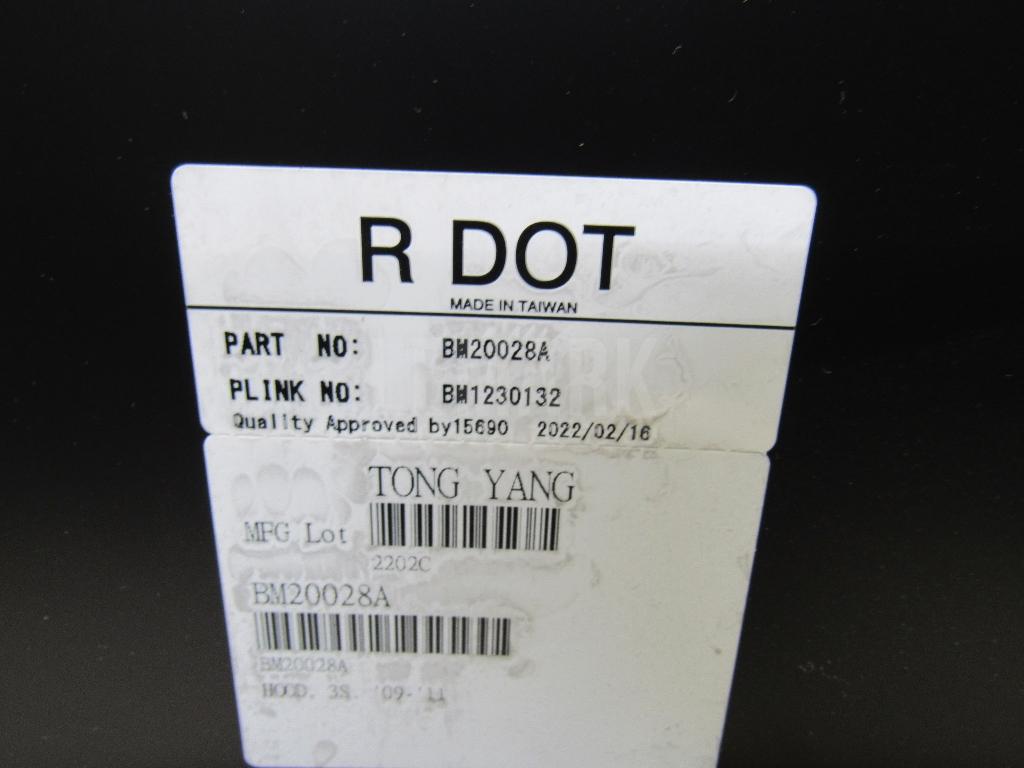 R DOT
MADE IN TAIWAN
PART NO: BM20028A
PLINK NO: BM1230132
Quality Approved by15690 2022/02/16
TONG YANG
MFG Lot
2202C
BM20028A
BM20028A
HOOD. 3S. '09-'11